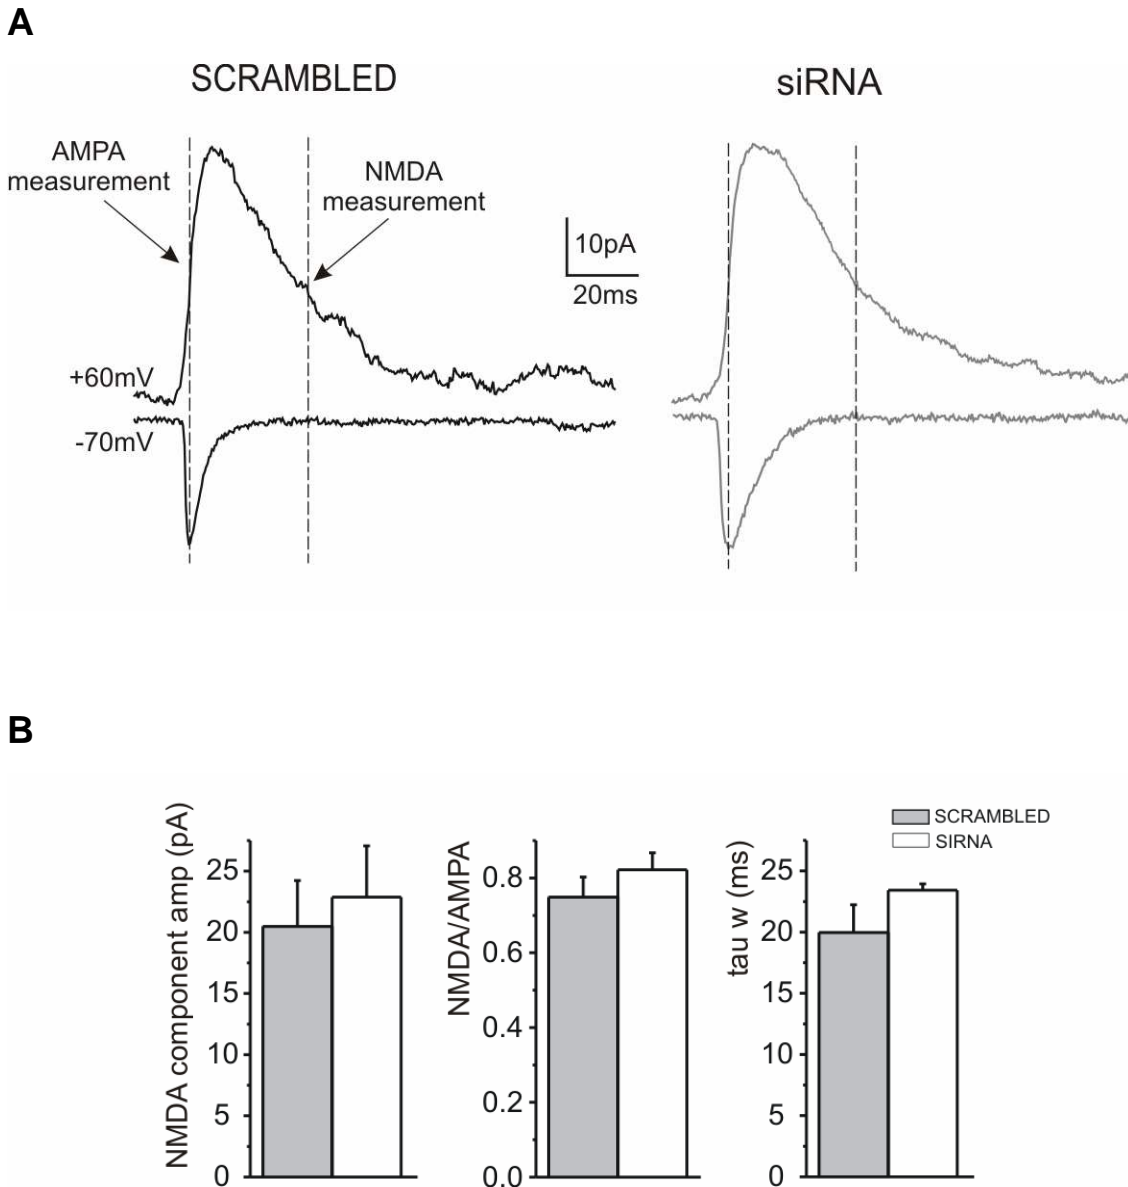 A
SCRAMBLED
siRNA
AMPA
measurement
NMDA
measurement
10pA
20ms
+60mV
-70mV
B
SCRAMBLED
SIRNA
NMDA component amp (pA)
25
20
15
10
5
0
NMDA/AMPA
0.8
0.6
0.4
0.2
0.0
tau w (ms)
25
20
15
10
5
0